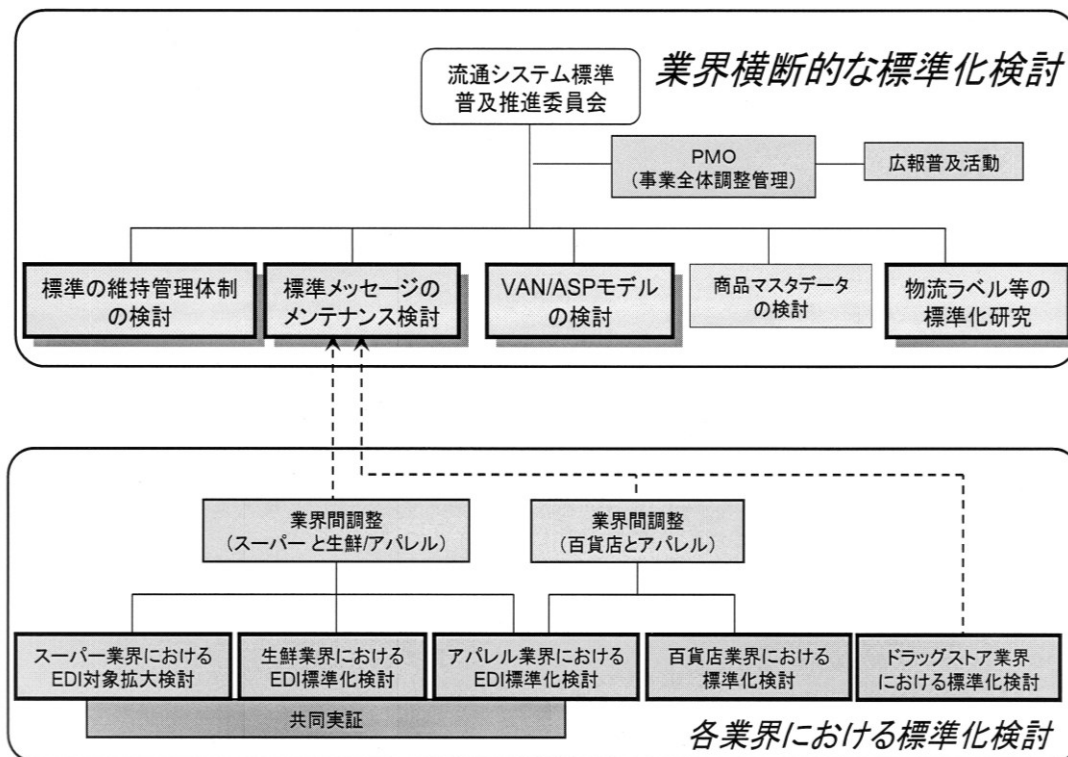 業界横断的な標準化検討
流通システム標準
普及推進委員会
PMO
（事業全体調整管理）
広報普及活動
標準の維持管理体制
の検討
標準メッセージの
メンテナンス検討
VAN/ASPモデル
の検討
商品マスタデータ
の検討
物流ラベル等の
標準化研究
業界間調整
（スーパー と生鮮/アパレル）
業界間調整
（百貨店とアパレル）
スーパー業界における
EDI対象拡大検討
生鮮業界における
EDI標準化検討
アパレル業界における
EDI標準化検討
百貨店業界における
標準化検討
ドラッグストア業界
における標準化検討
共同実証
各業界における標準化検討